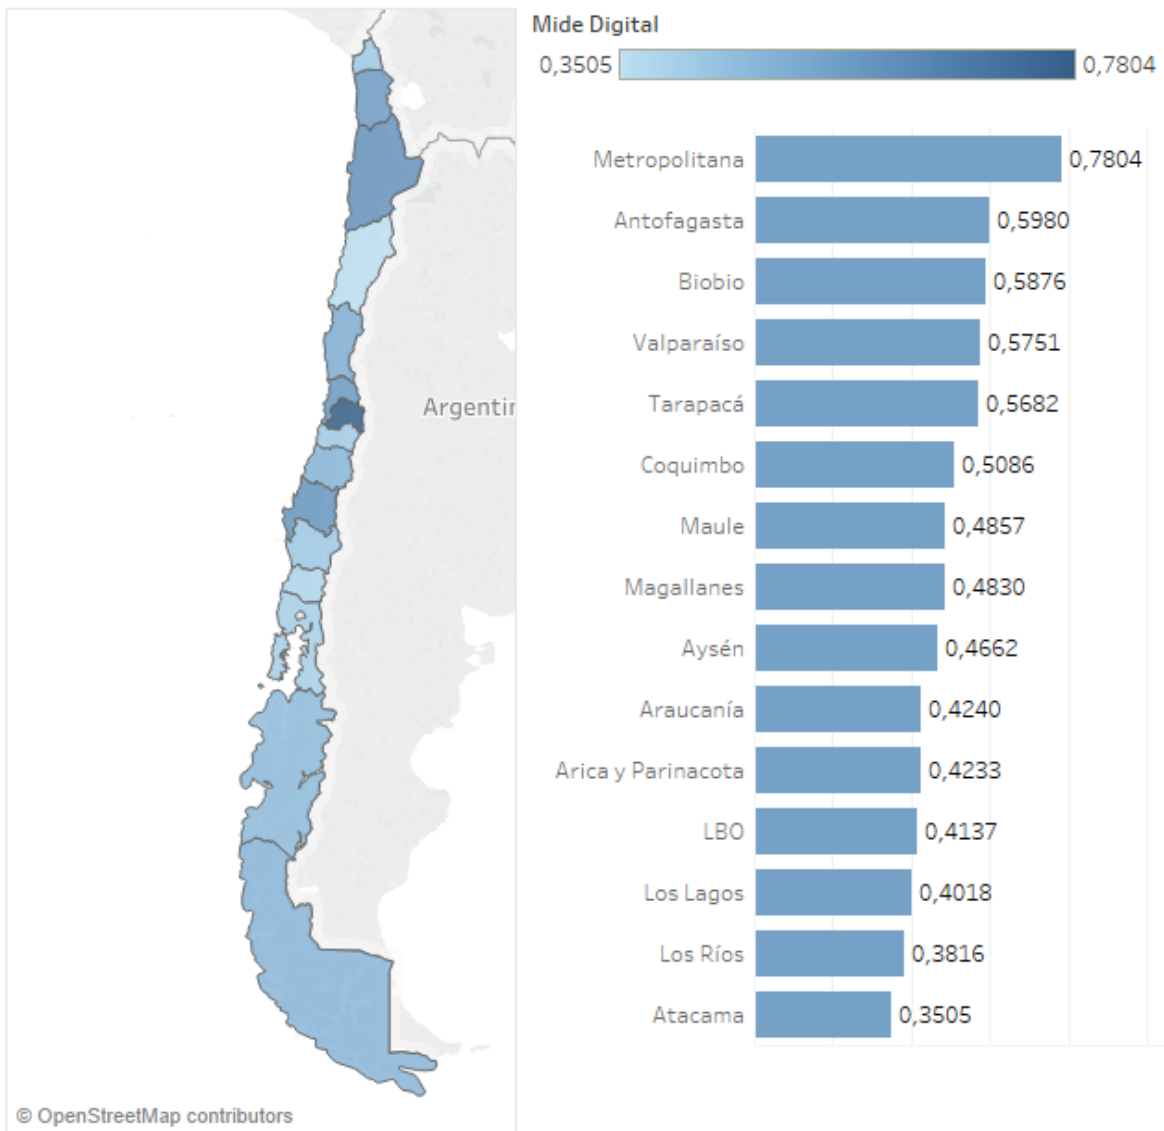 Mide Digital
0,3505 0,7804
Metropolitana 0,7804
Antofagasta 0,5980
Biobio 0,5876
Valparaíso 0,5751
Tarapacá 0,5682
Coquimbo 0,5086
Maule 0,4857
Magallanes 0,4830
Aysén 0,4662
Araucanía 0,4240
Arica y Parinacota 0,4233
LBO 0,4137
Los Lagos 0,4018
Los Ríos 0,3816
Atacama 0,3505
Argentin
© OpenStreetMap contributors